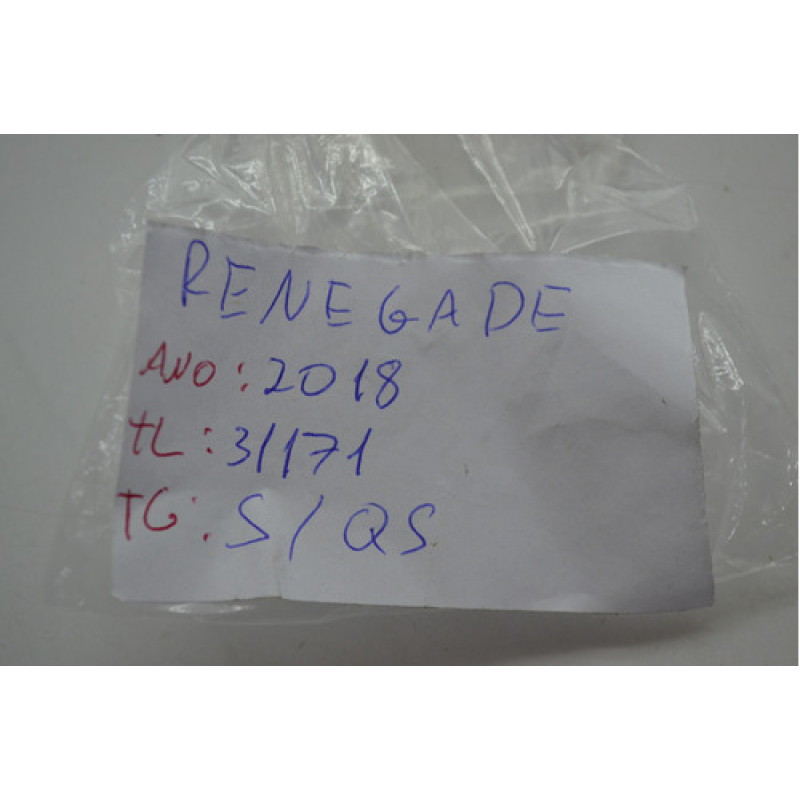 RENEGADE
ANO: 2018
TL: 31171
TG: S/QS